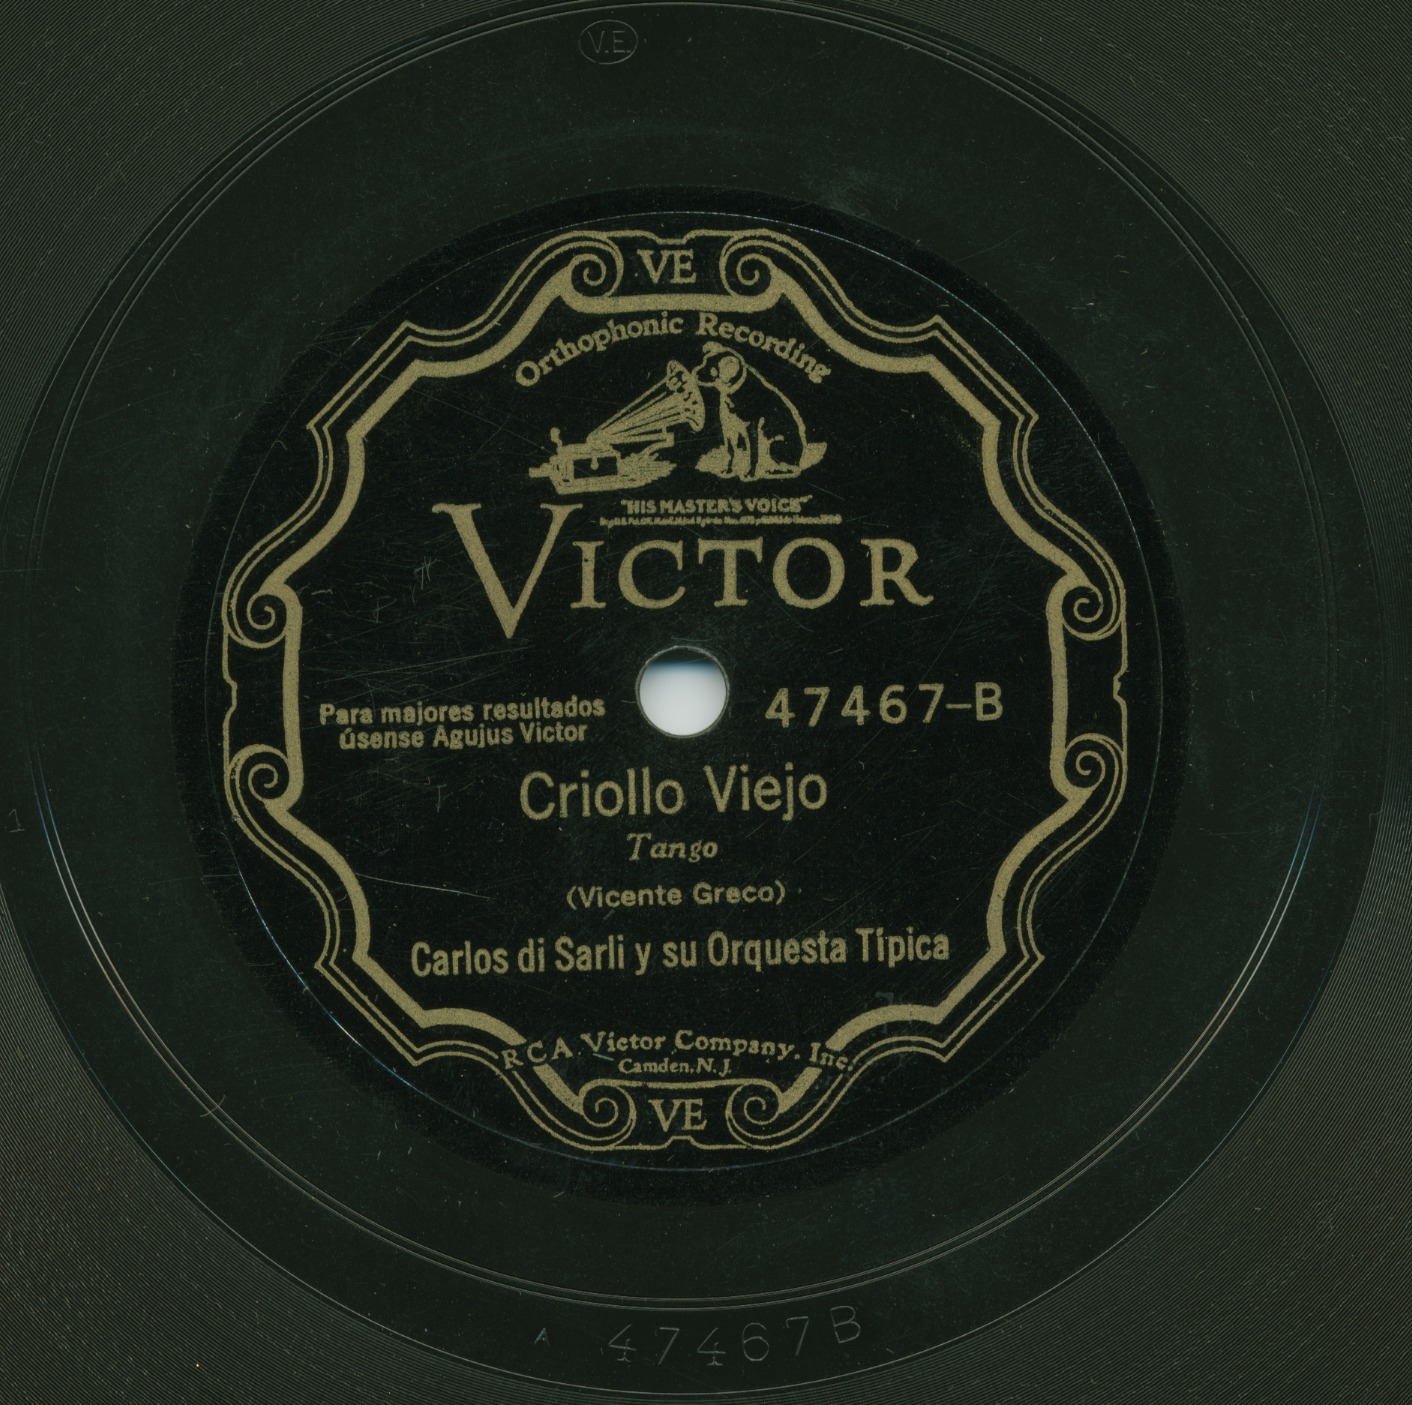 V.E.
VE
Orthophonic Recording
"HIS MASTER'S VOICE"
VICTOR
Para majores resultados
úsense Agujus Victor
47467-B
Criollo Viejo
Tango
(Vicente Greco)
Carlos di Sarli y su Orquesta Típica
RCA Victor Company, Inc.
Camden, N. J.
VE
A 47467B
1